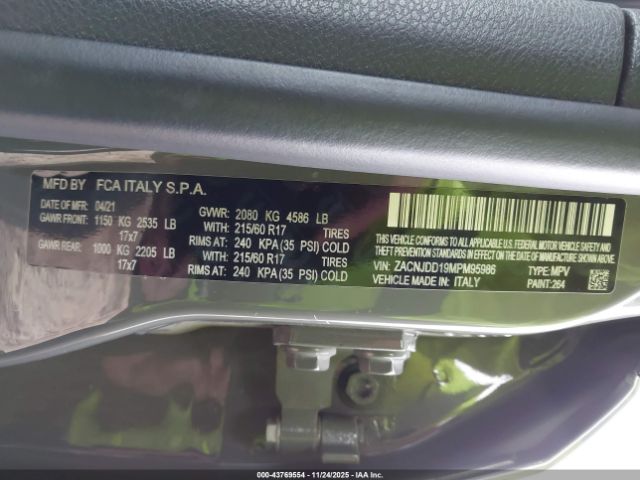 MFD BY FCA ITALY S.P.A.
DATE OF MFR: 04/21 GVWR: 2080 KG 4586 LB
GAWR FRONT: 1150 KG 2535 LB WITH: 215/60 R17 TIRES
17x7 RIMS AT: 240 KPA (35 PSI) COLD
GAWR REAR: 1000 KG 2205 LB WITH: 215/60 R17 TIRES
17x7 RIMS AT: 240 KPA (35 PSI) COLD
THIS VEHICLE CONFORMS TO ALL APPLICABLE U.S.A. FEDERAL MOTOR
VEHICLE SAFETY, BUMPER, AND THEFT PREVENTION STANDARDS IN
EFFECT ON THE DATE OF MANUFACTURE SHOWN ABOVE.
VIN: ZACNJDD19MPM95986 TYPE: MPV
VEHICLE MADE IN: ITALY PAINT: 264
000-43769554 - 11/24/2025 - IAAI.COM